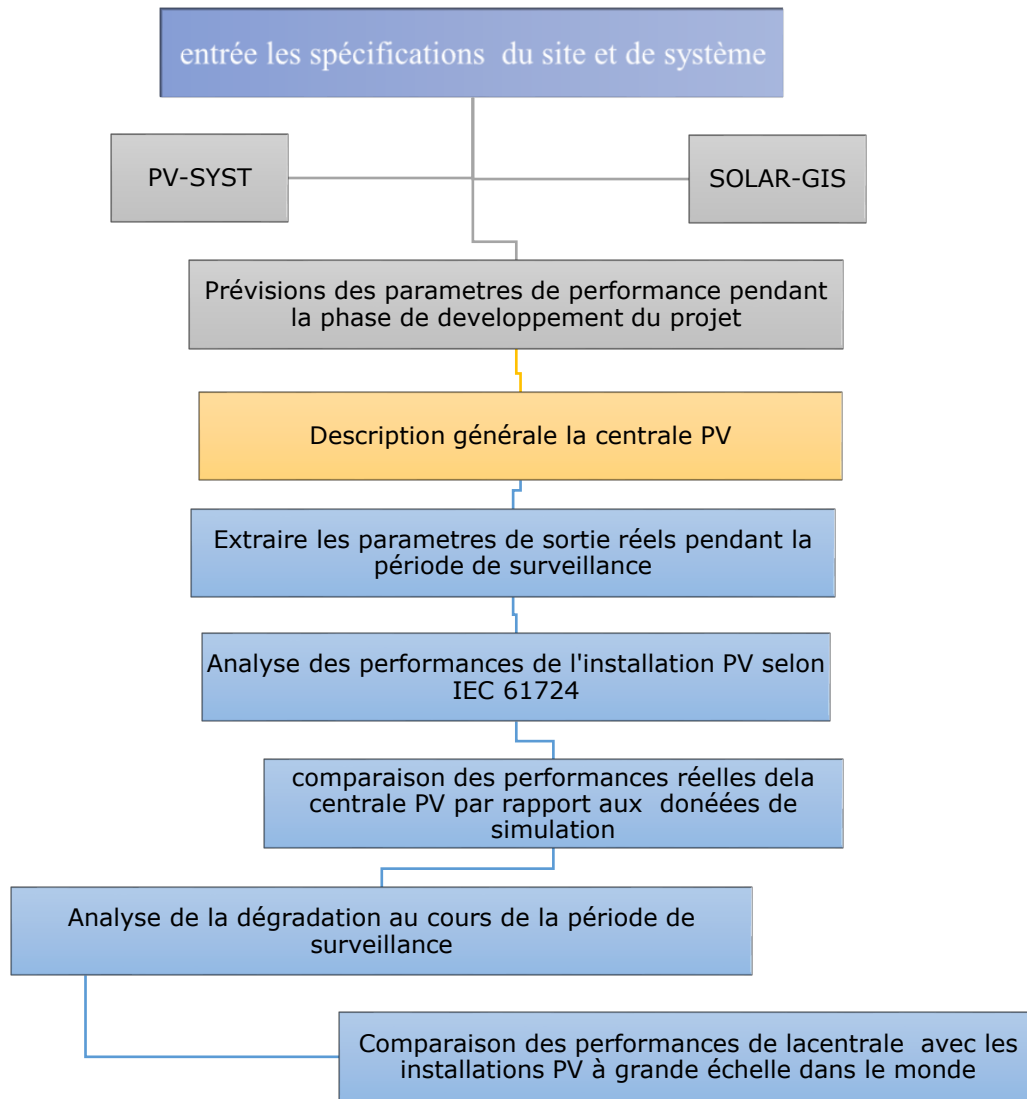 entrée les spécifications du site et de système
PV-SYST
SOLAR-GIS
Prévisions des parametres de performance pendant
la phase de developpement du projet
Description générale la centrale PV
Extraire les parametres de sortie réels pendant la
période de surveillance
Analyse des performances de l'installation PV selon
IEC 61724
comparaison des performances réelles dela
centrale PV par rapport aux donéées de
simulation
Analyse de la dégradation au cours de la période de
surveillance
Comparaison des performances de lacentrale avec les
installations PV à grande échelle dans le monde